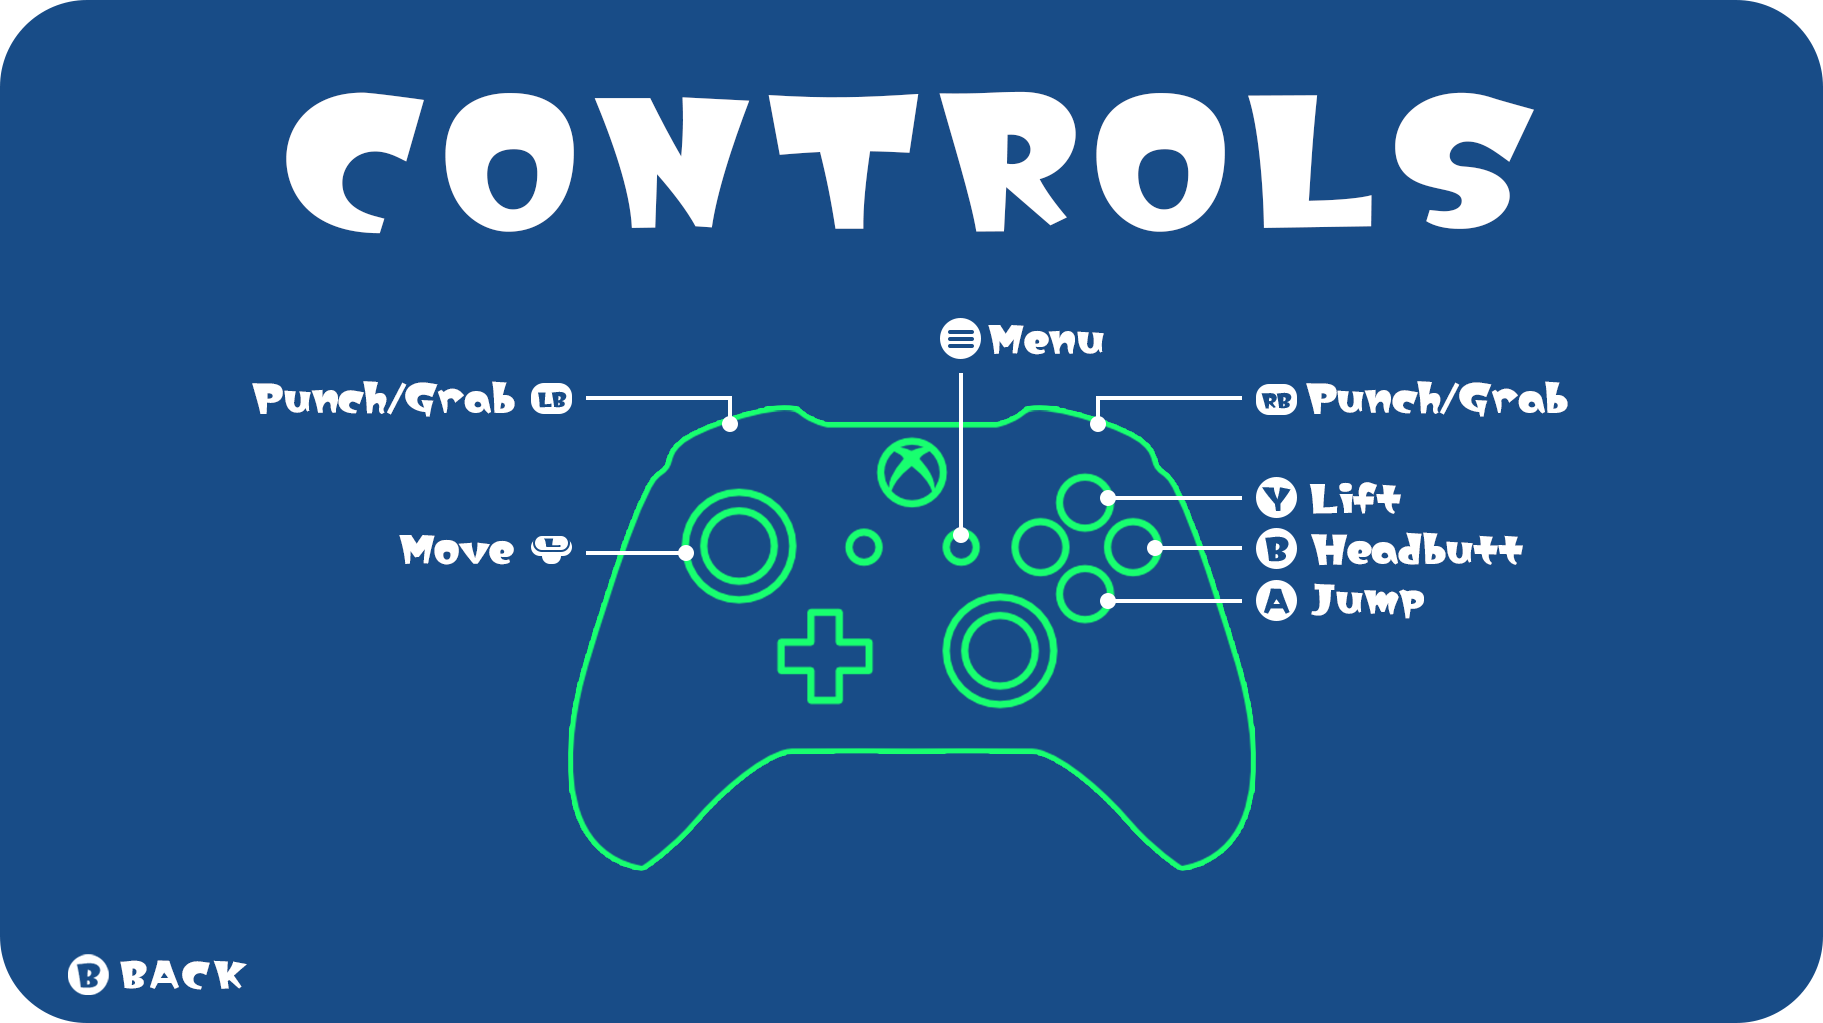 CONTROLS
Menu
Punch/Grab LB
RB Punch/Grab
Y Lift
Move L
B Headbutt
A Jump
B BACK